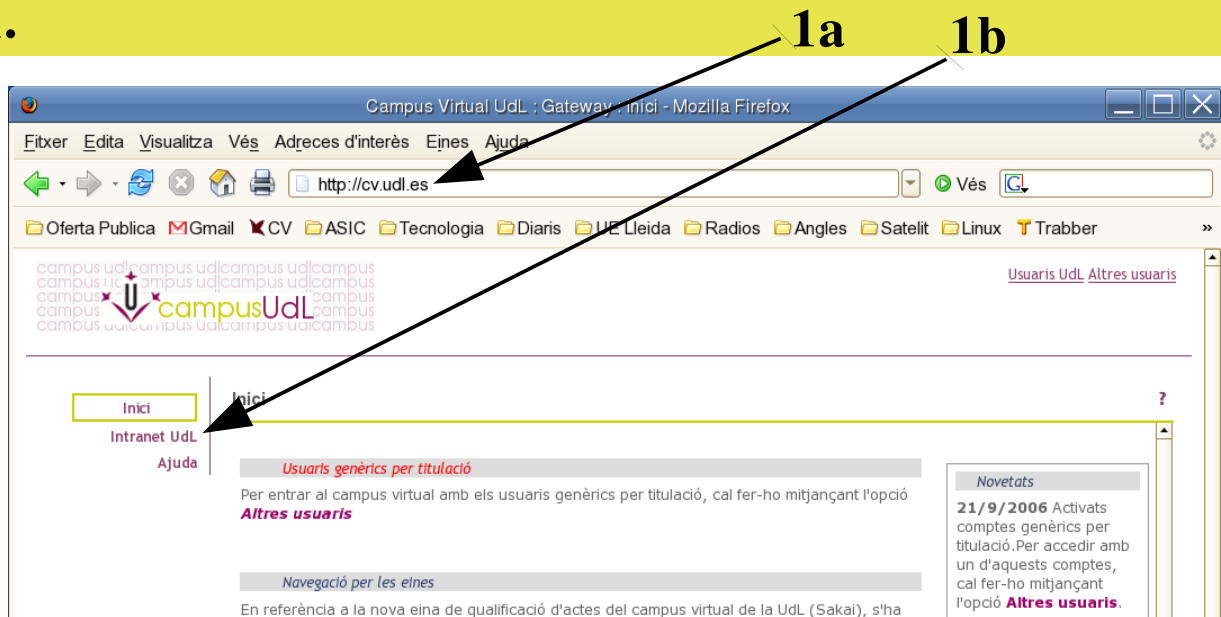 1a 1b
Campus Virtual UdL : Gateway : Inici - Mozilla Firefox
Fitxer Edita Visualitza Vés Adreces d'interès Eines Ajuda
http://cv.udl.es Vés G
Oferta Publica Gmail CV ASIC Tecnologia Diaris UE Lleida Radios Angles Satelit Linux Trabber »
campusUdL
Usuaris UdL Altres usuaris
Inici
Inici ?
Intranet UdL
Ajuda
Usuaris genèrics per titulació
Per entrar al campus virtual amb els usuaris genèrics per titulació, cal fer-ho mitjançant l'opció
Altres usuaris
Navegació per les eines
En referència a la nova eina de qualificació d'actes del campus virtual de la UdL (Sakai), s'ha
Novetats
21/9/2006 Activats
comptes genèrics per
titulació.Per accedir amb
un d'aquests comptes,
cal fer-ho mitjançant
l'opció Altres usuaris.